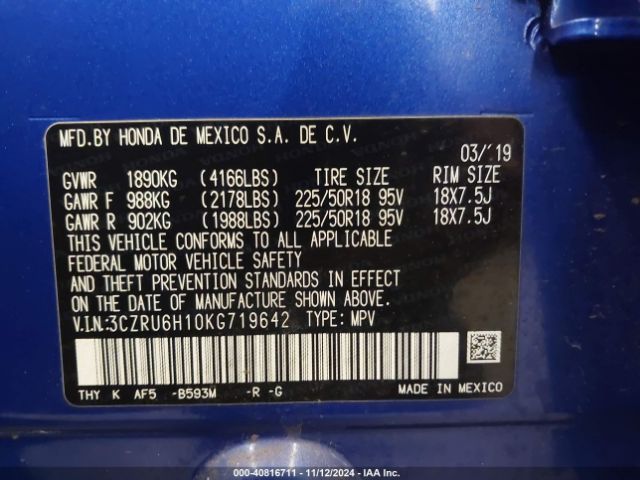 MFD.BY HONDA DE MEXICO S.A. DE C.V.
03/'19
GVWR 1890KG (4166LBS) TIRE SIZE RIM SIZE
GAWR F 988KG (2178LBS) 225/50R18 95V 18X7.5J
GAWR R 902KG (1988LBS) 225/50R18 95V 18X7.5J
THIS VEHICLE CONFORMS TO ALL APPLICABLE
FEDERAL MOTOR VEHICLE SAFETY
AND THEFT PREVENTION STANDARDS IN EFFECT
ON THE DATE OF MANUFACTURE SHOWN ABOVE.
V.I.N:3CZRU6H10KG719642 TYPE: MPV
THY K AF5 -B593M -R -G MADE IN MEXICO
000-40816711 - 11/12/2024 - IAA Inc.